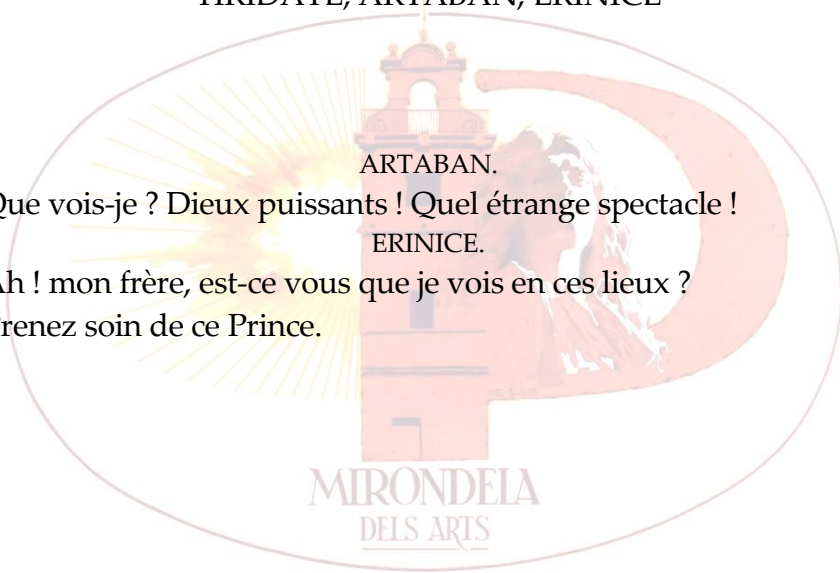 TIRIDATE, ARTABAN, ERINICE
ARTABAN.
Que vois-je ? Dieux puissants ! Quel étrange spectacle !
ERINICE.
Ah ! mon frère, est-ce vous que je vois en ces lieux ?
Prenez soin de ce Prince.
MIRONDELA
DELS ARTS